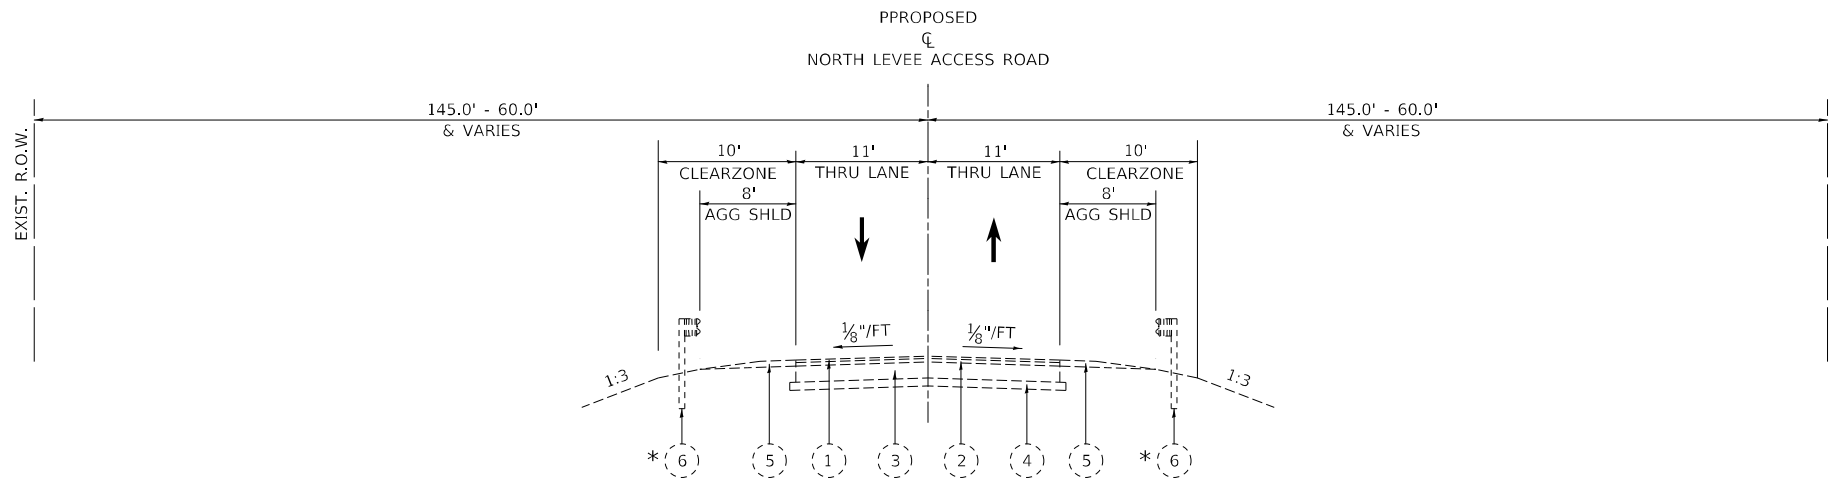 PPROPOSED
℄
NORTH LEVEE ACCESS ROAD
145.0' - 60.0'
& VARIES
145.0' - 60.0'
& VARIES
EXIST. R.O.W.
10'
CLEARZONE
11'
THRU LANE
11'
THRU LANE
10'
CLEARZONE
8'
AGG SHLD
8'
AGG SHLD
⅛"/FT
⅛"/FT
1:3
1:3
* 6
5
1
3
2
4
5
* 6